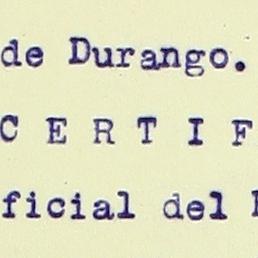 de Durango.
C E R T I F
ficial del